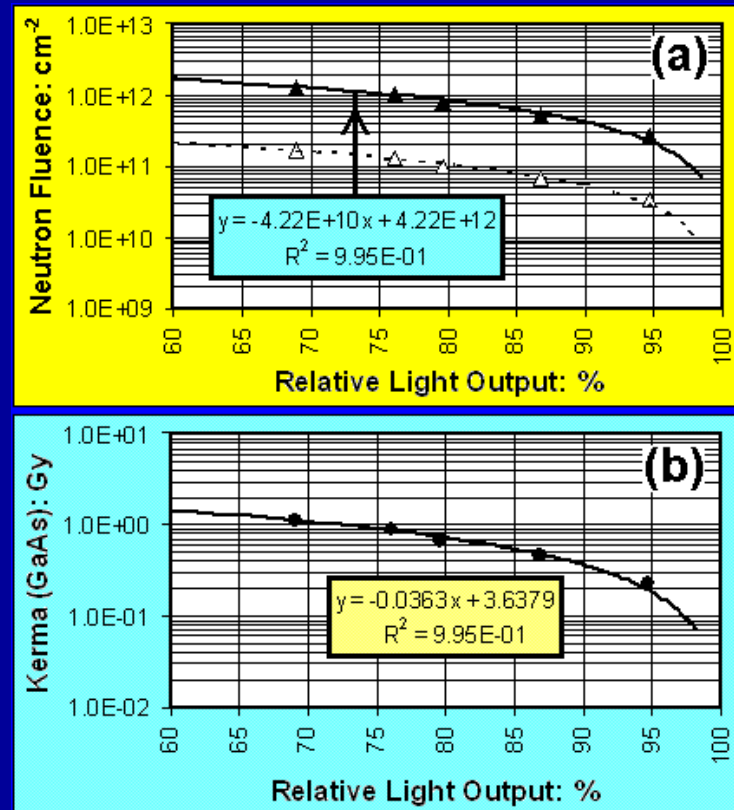 (a)
Neutron Fluence: cm-2
1.0E+13
1.0E+12
1.0E+11
1.0E+10
1.0E+09
y = -4.22E+10x + 4.22E+12
R2 = 9.95E-01
60 65 70 75 80 85 90 95 100
Relative Light Output: %
(b)
Kerma (GaAs): Gy
1.0E+01
1.0E+00
1.0E-01
1.0E-02
y = -0.0363x + 3.6379
R2 = 9.95E-01
60 65 70 75 80 85 90 95 100
Relative Light Output: %